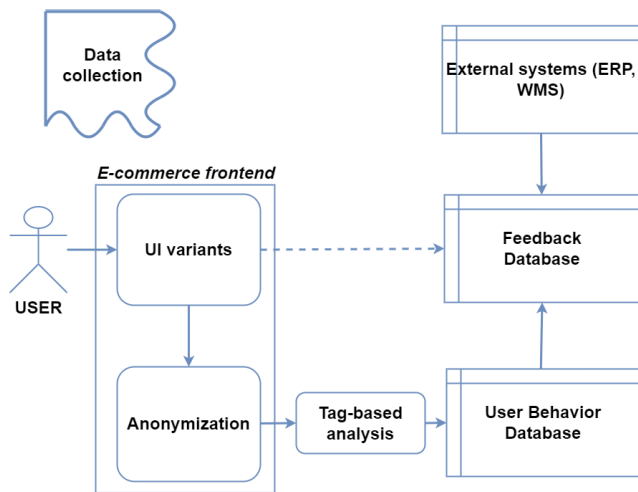 Data
collection
External systems (ERP,
WMS)
E-commerce frontend
UI variants
Feedback
Database
USER
Anonymization
Tag-based
analysis
User Behavior
Database